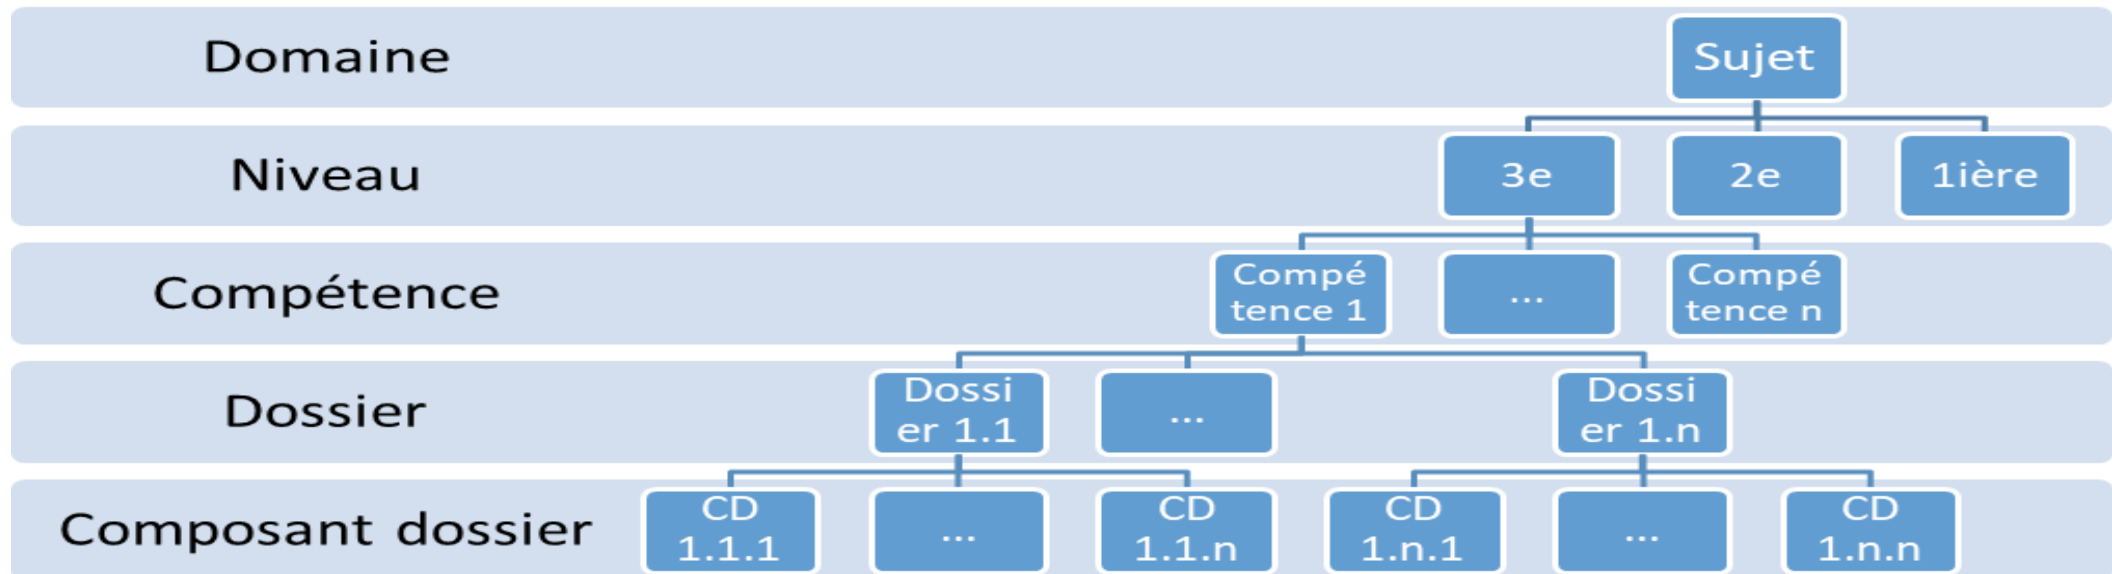 Domaine
Sujet
Niveau
3e
2e
1ière
Compétence
Compé
tence 1
...
Compé
tence n
Dossier
Dossi
er 1.1
...
Dossi
er 1.n
Composant dossier
CD
1.1.1
...
CD
1.1.n
CD
1.n.1
...
CD
1.n.n